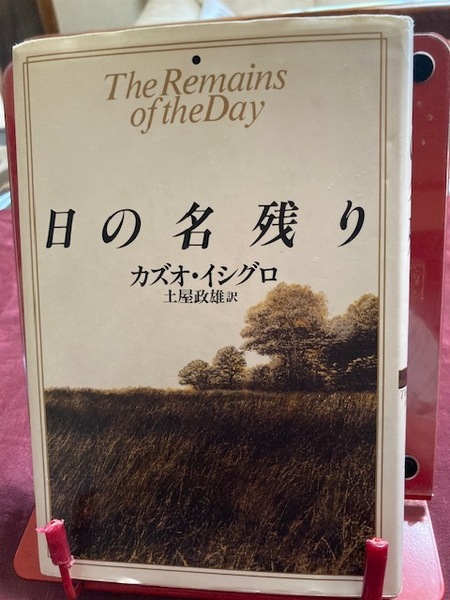 The Remains
of the Day
日の名残り
カズオ・イシグロ
土屋政雄訳